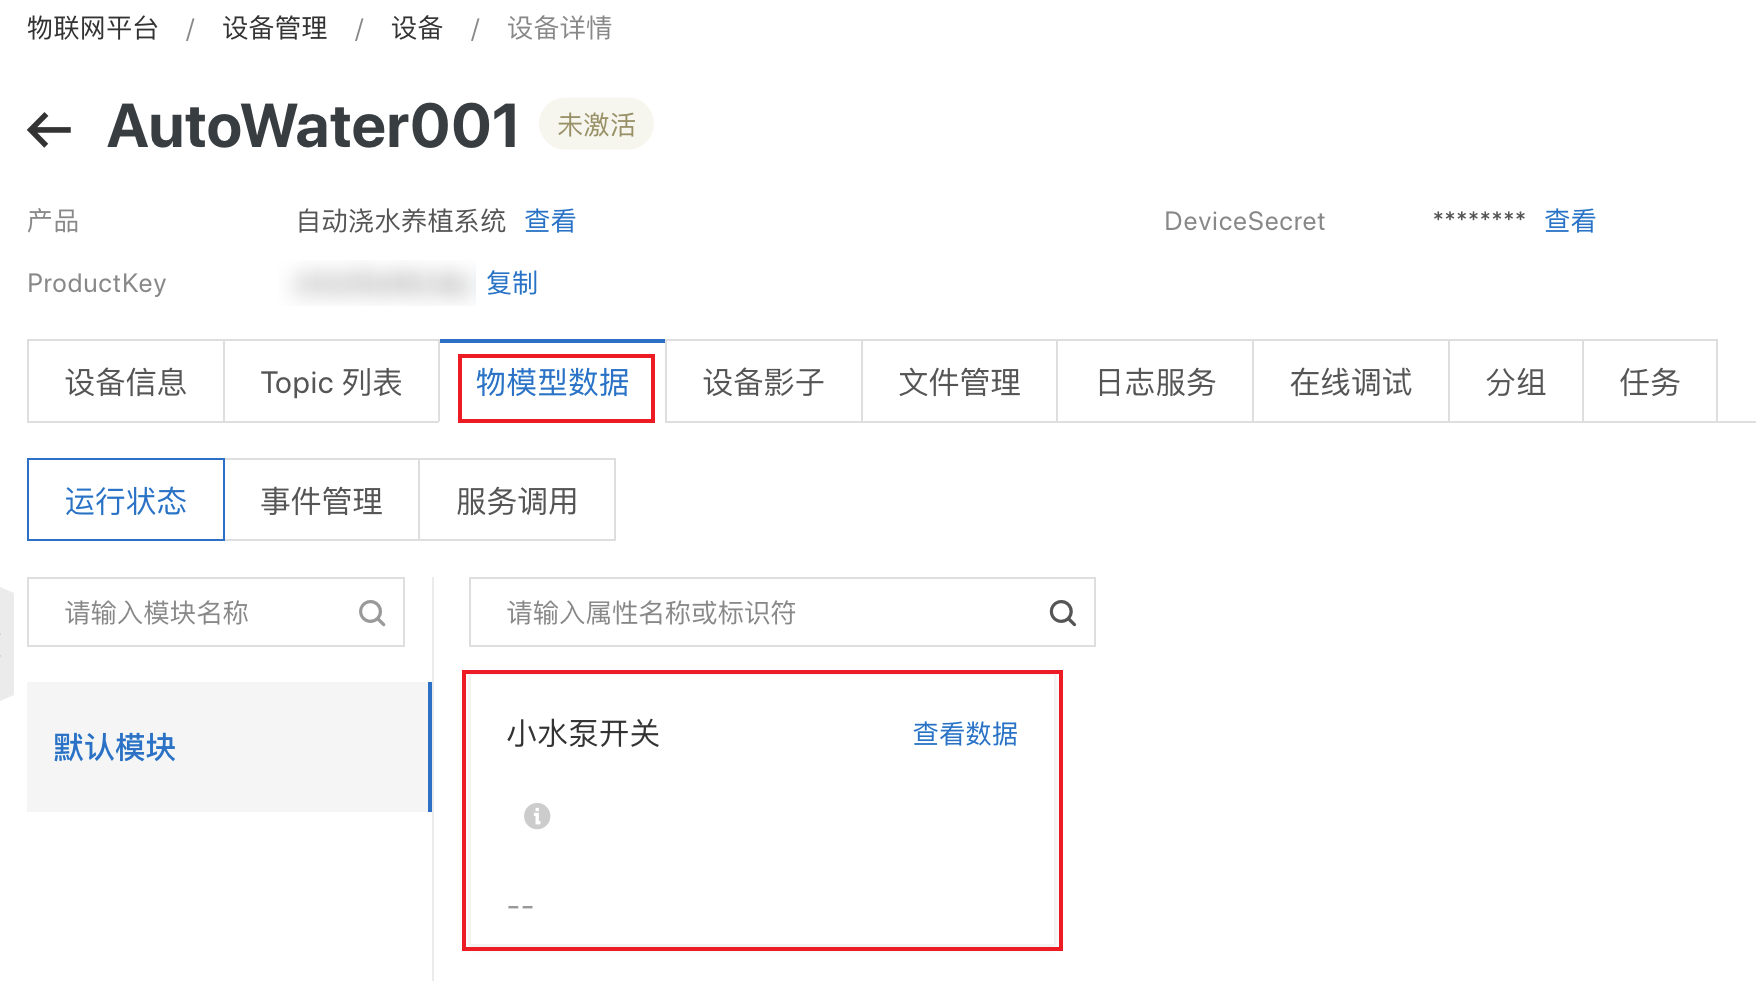 物联网平台 / 设备管理 / 设备 / 设备详情
AutoWater001 未激活
产品 自动浇水养植系统 查看 DeviceSecret ******** 查看
ProductKey 复制
设备信息 Topic 列表 物模型数据 设备影子 文件管理 日志服务 在线调试 分组 任务
运行状态 事件管理 服务调用
请输入模块名称 请输入属性名称或标识符
默认模块 小水泵开关 查看数据
--